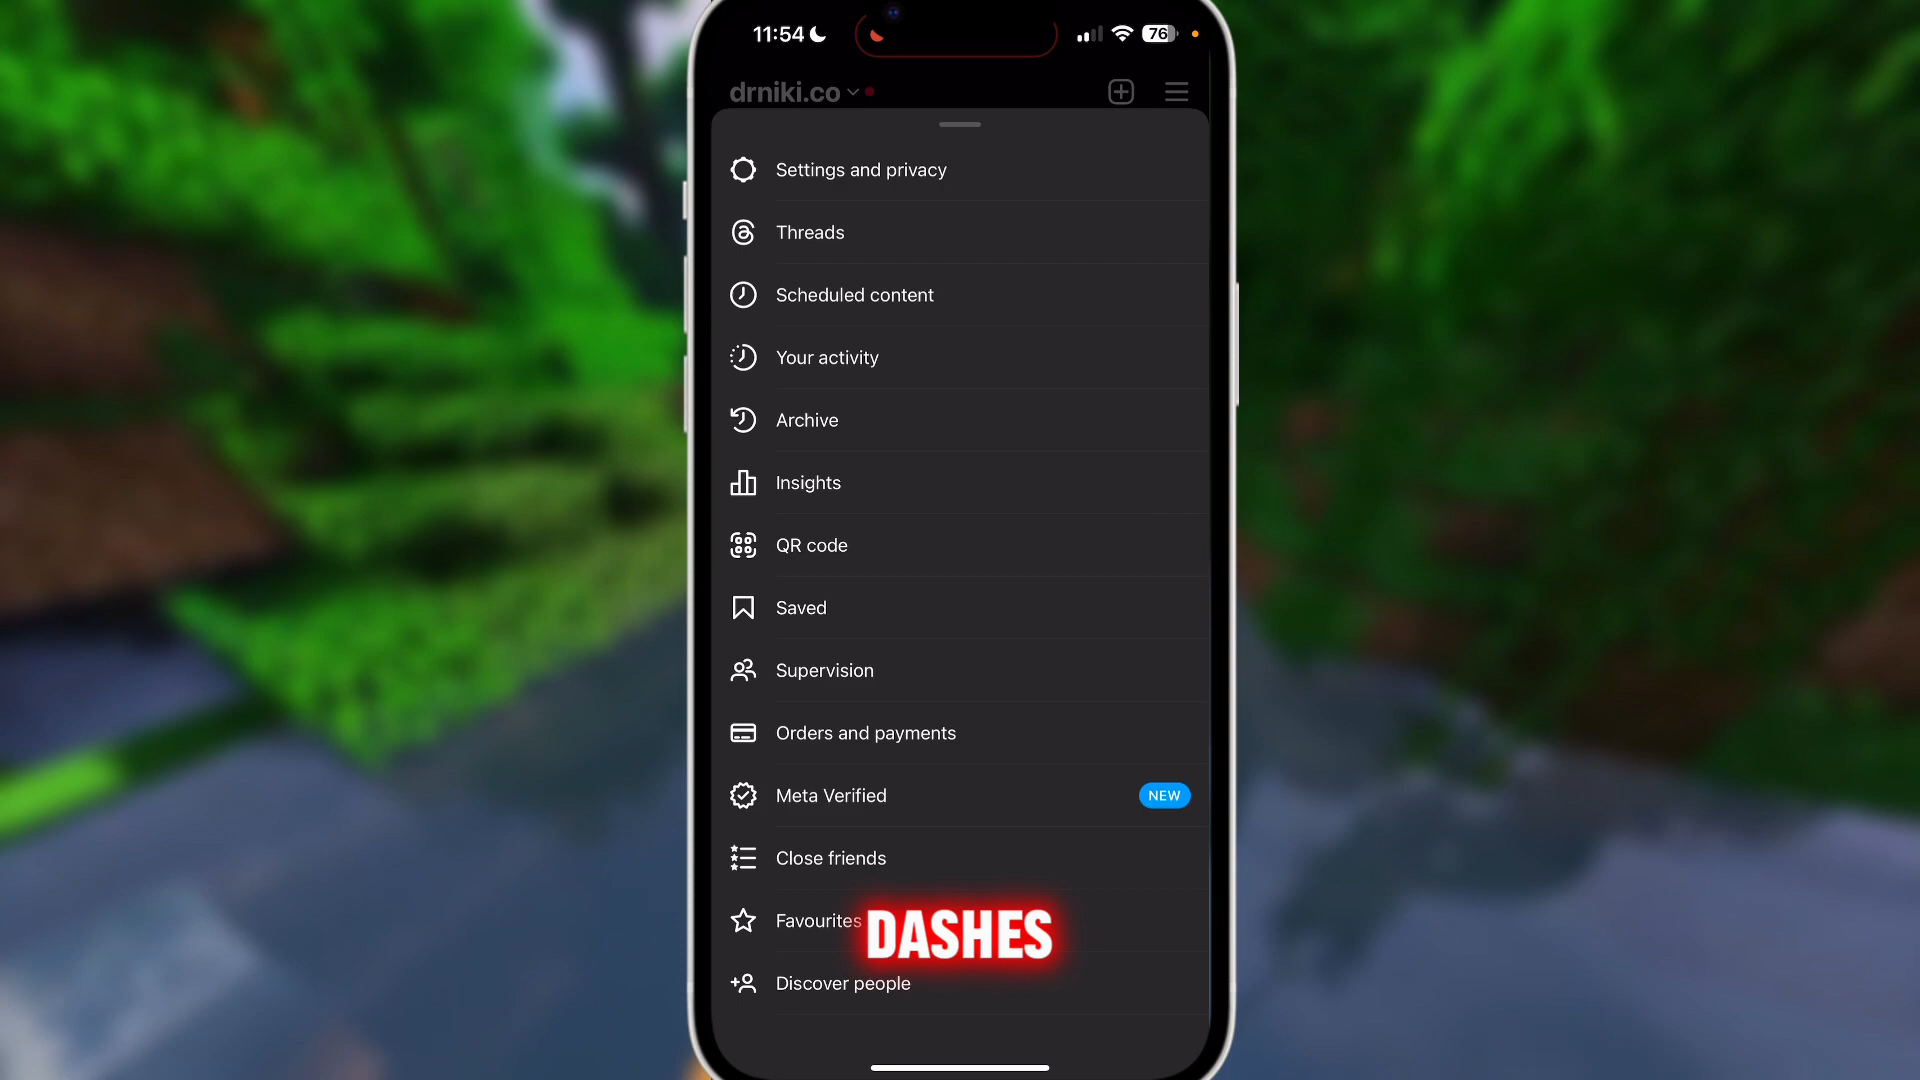 11:54
76
drniki.co
Settings and privacy
Threads
Scheduled content
Your activity
Archive
Insights
QR code
Saved
Supervision
Orders and payments
Meta Verified NEW
Close friends
Favourites
DASHES
Discover people